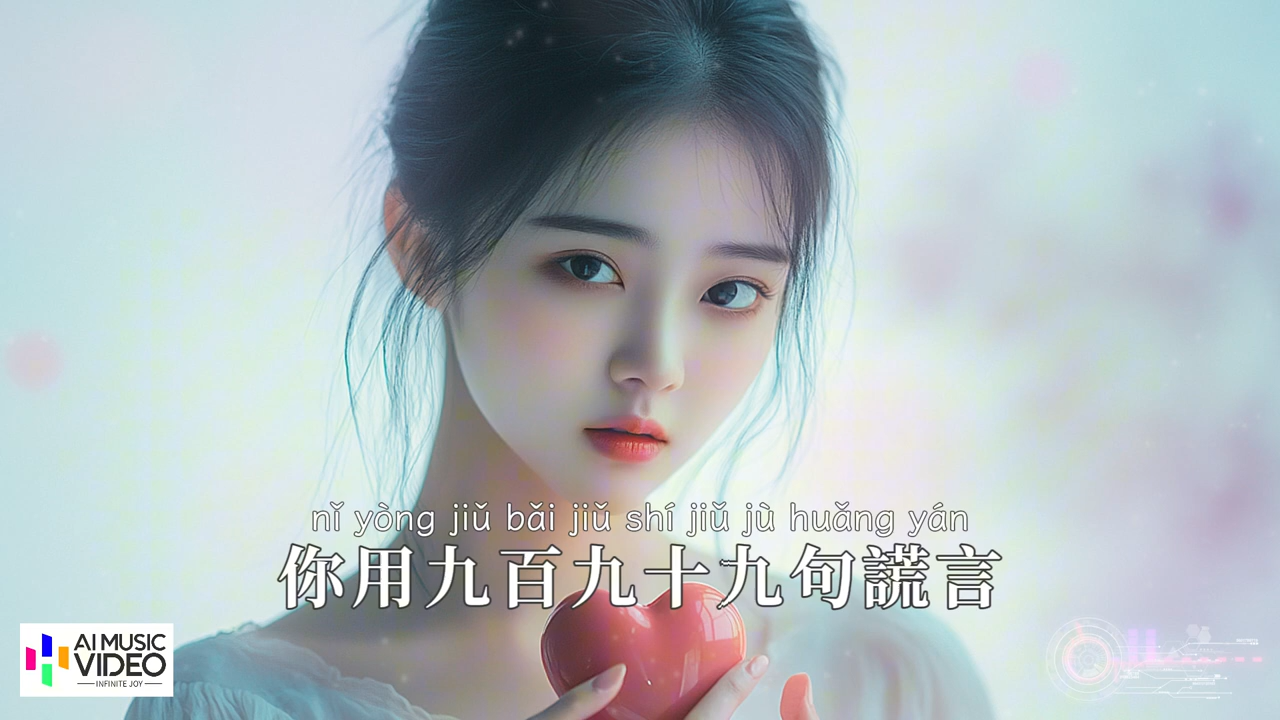 nǐ yòng jiǔ bǎi jiǔ shí jiǔ jù huǎng yán
你用九百九十九句謊言
AI MUSIC
VIDEO
INFINITE JOY